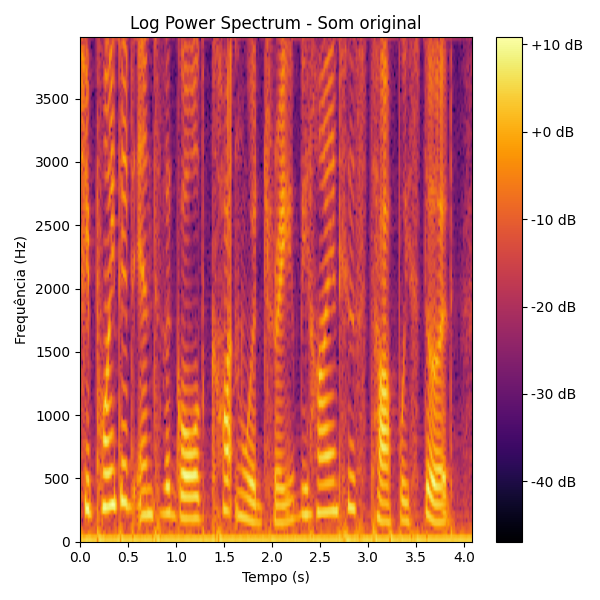 Log Power Spectrum - Som original
+10 dB
+0 dB
-10 dB
-20 dB
-30 dB
-40 dB
3500
3000
2500
2000
1500
1000
500
0
Frequência (Hz)
0.0 0.5 1.0 1.5 2.0 2.5 3.0 3.5 4.0
Tempo (s)